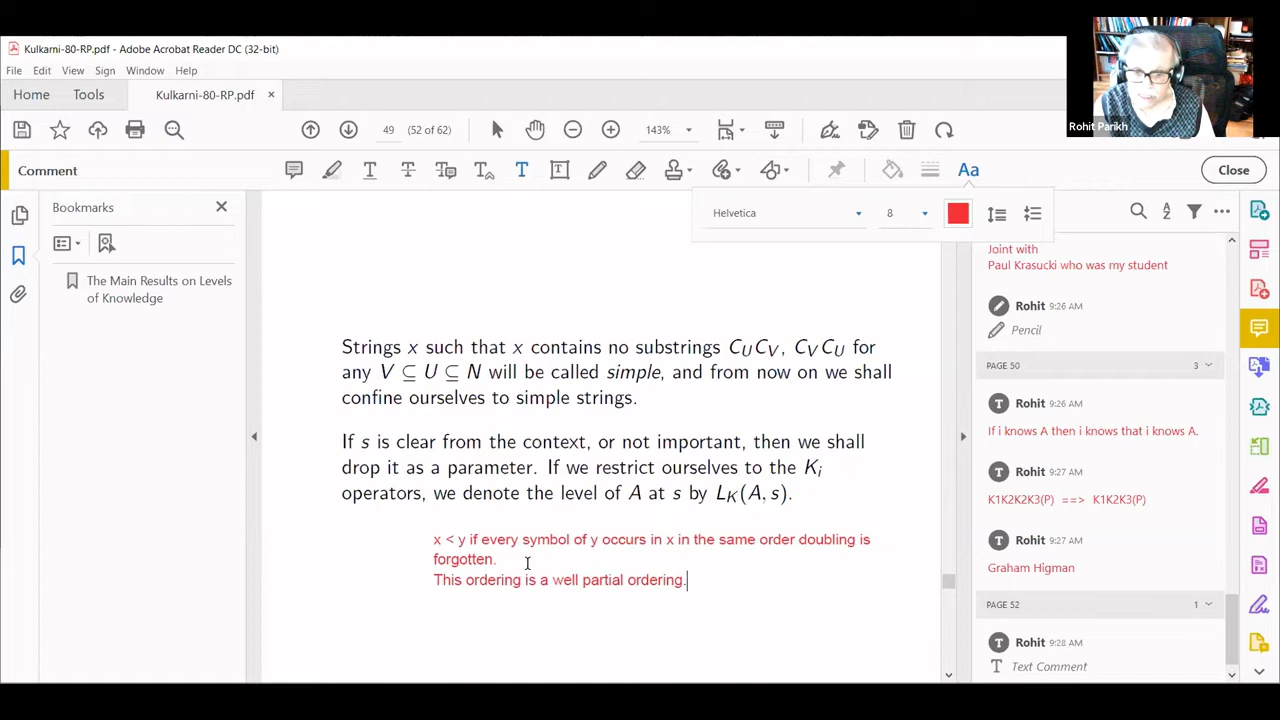 Kulkarni-80-RP.pdf - Adobe Acrobat Reader DC (32-bit)
File Edit View Sign Window Help
Home Tools Kulkarni-80-RP.pdf ×
49 (52 of 62) 143%
Comment Close
Aa
Helvetica 8
Bookmarks
The Main Results on Levels
of Knowledge
Strings x such that x contains no substrings C_U C_V, C_V C_U for
any V ⊆ U ⊆ N will be called simple, and from now on we shall
confine ourselves to simple strings.
If s is clear from the context, or not important, then we shall
drop it as a parameter. If we restrict ourselves to the K_i
operators, we denote the level of A at s by L_K(A, s).
x < y if every symbol of y occurs in x in the same order doubling is
forgotten.
This ordering is a well partial ordering.
Joint with
Paul Krasucki who was my student
Rohit 9:26 AM
Pencil
PAGE 50 3
Rohit 9:26 AM
If i knows A then i knows that i knows A.
Rohit 9:27 AM
K1K2K2K3(P) ==> K1K2K3(P)
Rohit 9:27 AM
Graham Higman
PAGE 52 1
Rohit 9:28 AM
Text Comment
Rohit Parikh